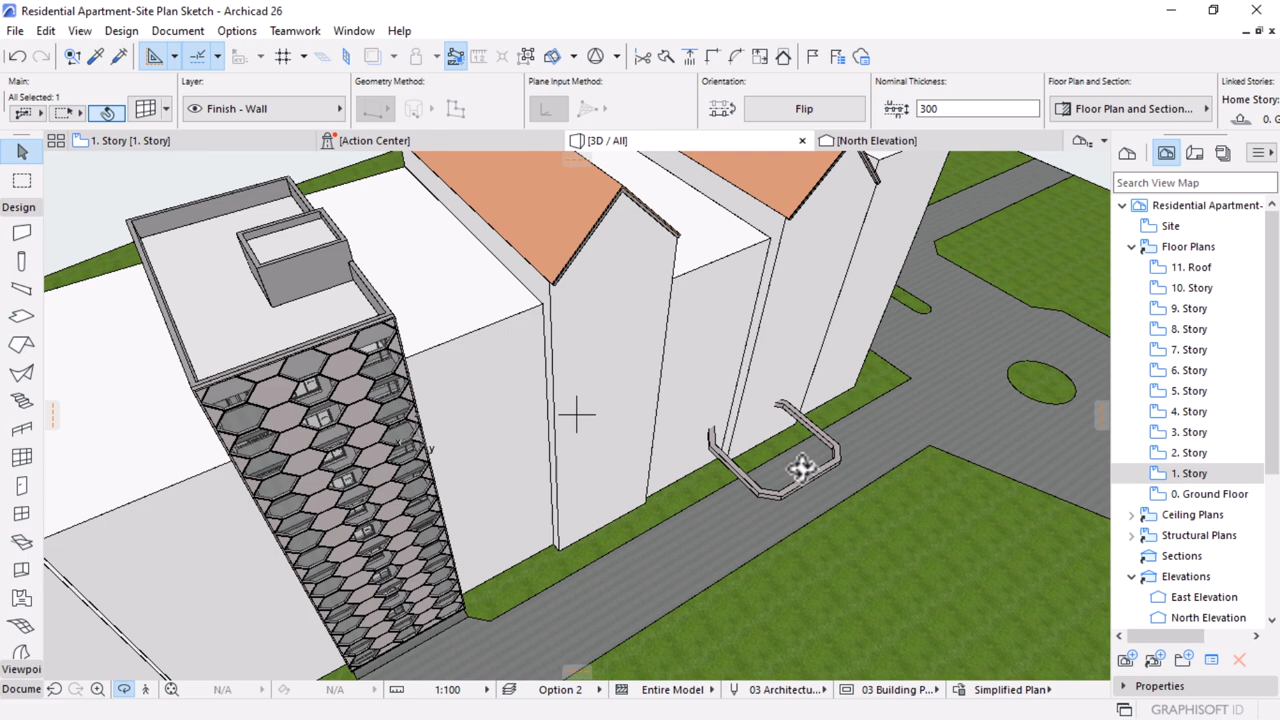 Residential Apartment-Site Plan Sketch - Archicad 26
File Edit View Design Document Options Teamwork Window Help
Main:
All Selected: 1
Layer:
Finish - Wall
Geometry Method:
Plane Input Method:
Orientation:
Flip
Nominal Thickness:
300
Floor Plan and Section:
Floor Plan and Section...
Linked Stories:
Home Story:
0. G
1. Story [1. Story]
[Action Center]
[3D / All]
[North Elevation]
Search View Map
Design
Residential Apartment-
Site
Floor Plans
11. Roof
10. Story
9. Story
8. Story
7. Story
6. Story
5. Story
4. Story
3. Story
2. Story
1. Story
0. Ground Floor
Ceiling Plans
Structural Plans
Sections
Elevations
East Elevation
North Elevation
Viewpoi
Docume
N/A
N/A
1:100
Option 2
Entire Model
03 Architectu...
03 Building P...
Simplified Plan
Properties
GRAPHISOFT ID